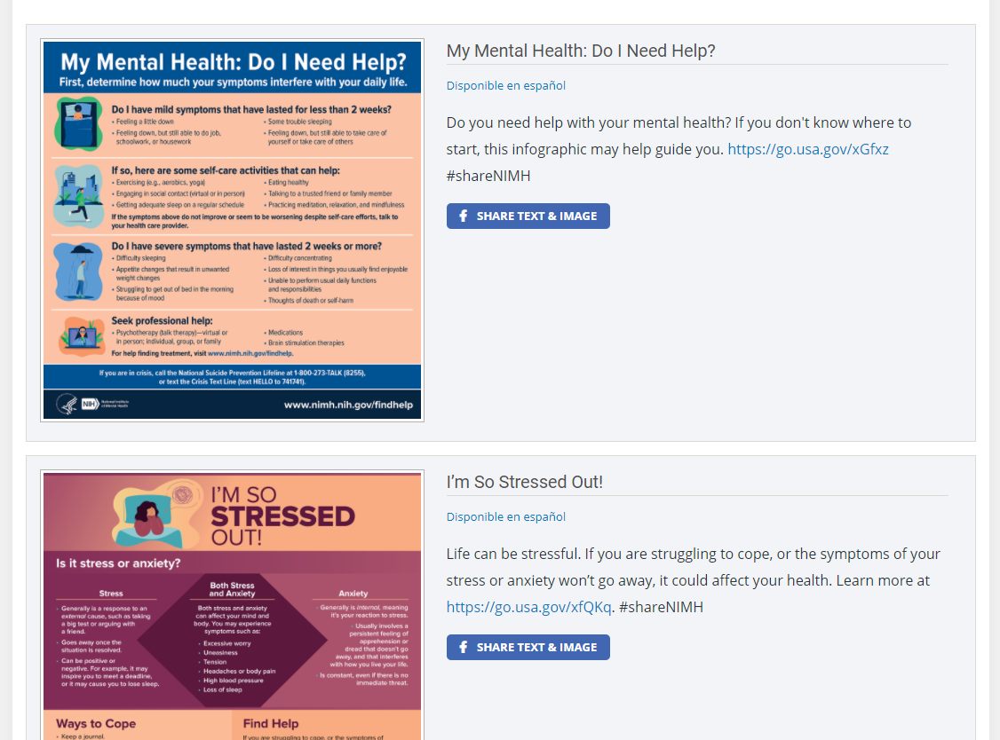 My Mental Health: Do I Need Help?
First, determine how much your symptoms interfere with your daily life.
Do I have mild symptoms that have lasted for less than 2 weeks?
• Feeling a little down
• Feeling down, but still able to do job,
schoolwork, or housework
• Some trouble sleeping
• Feeling down, but still able to take care of
yourself or take care of others
If so, here are some self-care activities that can help:
• Exercising (e.g., aerobics, yoga)
• Engaging in social contact (virtual or in person)
• Getting adequate sleep on a regular schedule
• Eating healthy
• Talking to a trusted friend or family member
• Practicing meditation, relaxation, and mindfulness
If the symptoms above do not improve or seem to be worsening despite self-care efforts, talk to
your health care provider.
Do I have severe symptoms that have lasted 2 weeks or more?
• Difficulty sleeping
• Appetite changes that result in unwanted
weight changes
• Struggling to get out of bed in the morning
because of mood
• Difficulty concentrating
• Loss of interest in things you usually find enjoyable
• Unable to perform usual daily functions
and responsibilities
• Thoughts of death or self-harm
Seek professional help:
• Psychotherapy (talk therapy)—virtual or
in person; individual, group, or family
• Medications
• Brain stimulation therapies
For help finding treatment, visit www.nimh.nih.gov/findhelp.
If you are in crisis, call the National Suicide Prevention Lifeline at 1-800-273-TALK (8255),
or text the Crisis Text Line (text HELLO to 741741).
NIH
National Institute
of Mental Health
www.nimh.nih.gov/findhelp
My Mental Health: Do I Need Help?
Disponible en español
Do you need help with your mental health? If you don't know where to
start, this infographic may help guide you. https://go.usa.gov/xGfxz
#shareNIMH
SHARE TEXT & IMAGE
I'M SO
STRESSED
OUT!
Is it stress or anxiety?
Stress
• Generally is a response to an
external cause, such as taking
a big test or arguing with
a friend.
• Goes away once the
situation is resolved.
• Can be positive or
negative. For example, it may
inspire you to meet a deadline,
or it may cause you to lose sleep.
Both Stress
and Anxiety
Both stress and anxiety
can affect your mind and
body. You may experience
symptoms such as:
• Excessive worry
• Uneasiness
• Tension
• Headaches or body pain
• High blood pressure
• Loss of sleep
Anxiety
• Generally is internal, meaning
it's your reaction to stress.
• Usually involves a
persistent feeling of
apprehension or
dread that doesn't go
away, and that interferes
with how you live your life.
• Is constant, even if there is no
immediate threat.
Ways to Cope
• Keep a journal.
Find Help
If you are struggling to cope, or the symptoms of
I'm So Stressed Out!
Disponible en español
Life can be stressful. If you are struggling to cope, or the symptoms of your
stress or anxiety won't go away, it could affect your health. Learn more at
https://go.usa.gov/xfQKq. #shareNIMH
SHARE TEXT & IMAGE